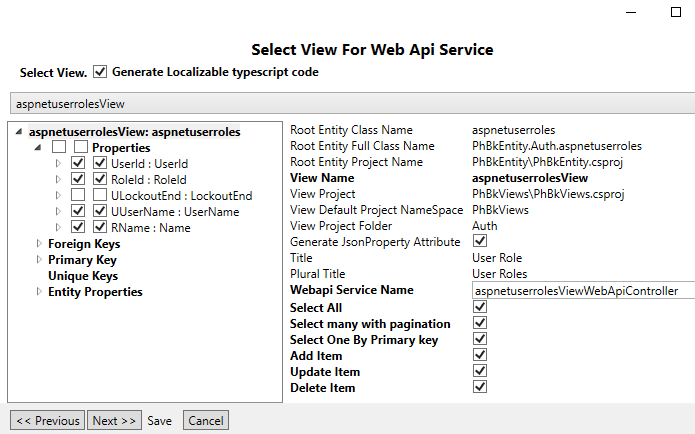 Select View For Web Api Service
Select View. Generate Localizable typescript code
aspnetuserrolesView
aspnetuserrolesView: aspnetuserroles
Properties
UserId : UserId
RoleId : RoleId
ULockoutEnd : LockoutEnd
UUserName : UserName
RName : Name
Foreign Keys
Primary Key
Unique Keys
Entity Properties
Root Entity Class Name aspnetuserroles
Root Entity Full Class Name PhBkEntity.Auth.aspnetuserroles
Root Entity Project Name PhBkEntity\PhBkEntity.csproj
View Name aspnetuserrolesView
View Project PhBkViews\PhBkViews.csproj
View Default Project NameSpace PhBkViews
View Project Folder Auth
Generate JsonProperty Attribute
Title User Role
Plural Title User Roles
Webapi Service Name aspnetuserrolesViewWebApiController
Select All
Select many with pagination
Select One By Primary key
Add Item
Update Item
Delete Item
<< Previous Next >> Save Cancel